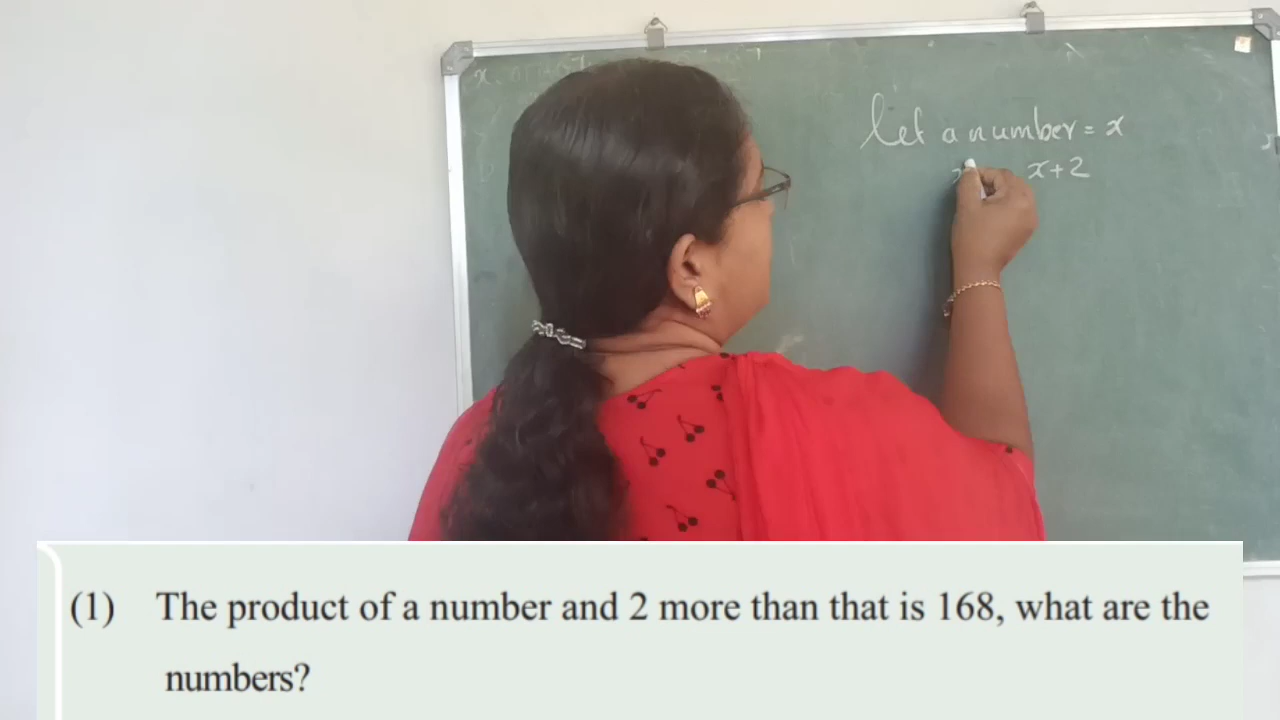 let a number = x
x+2
(1) The product of a number and 2 more than that is 168, what are the
numbers?